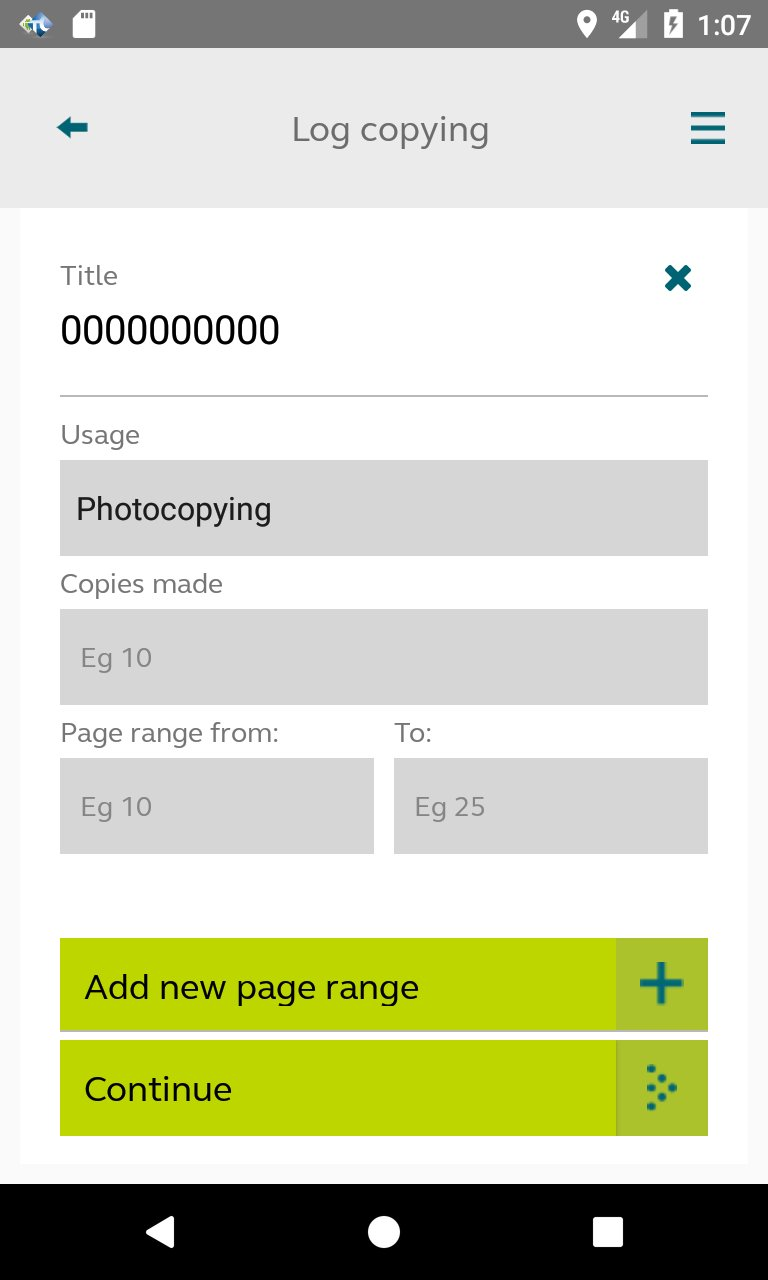 4G 1:07
Log copying
Title
0000000000
Usage
Photocopying
Copies made
Eg 10
Page range from: To:
Eg 10 Eg 25
Add new page range
Continue